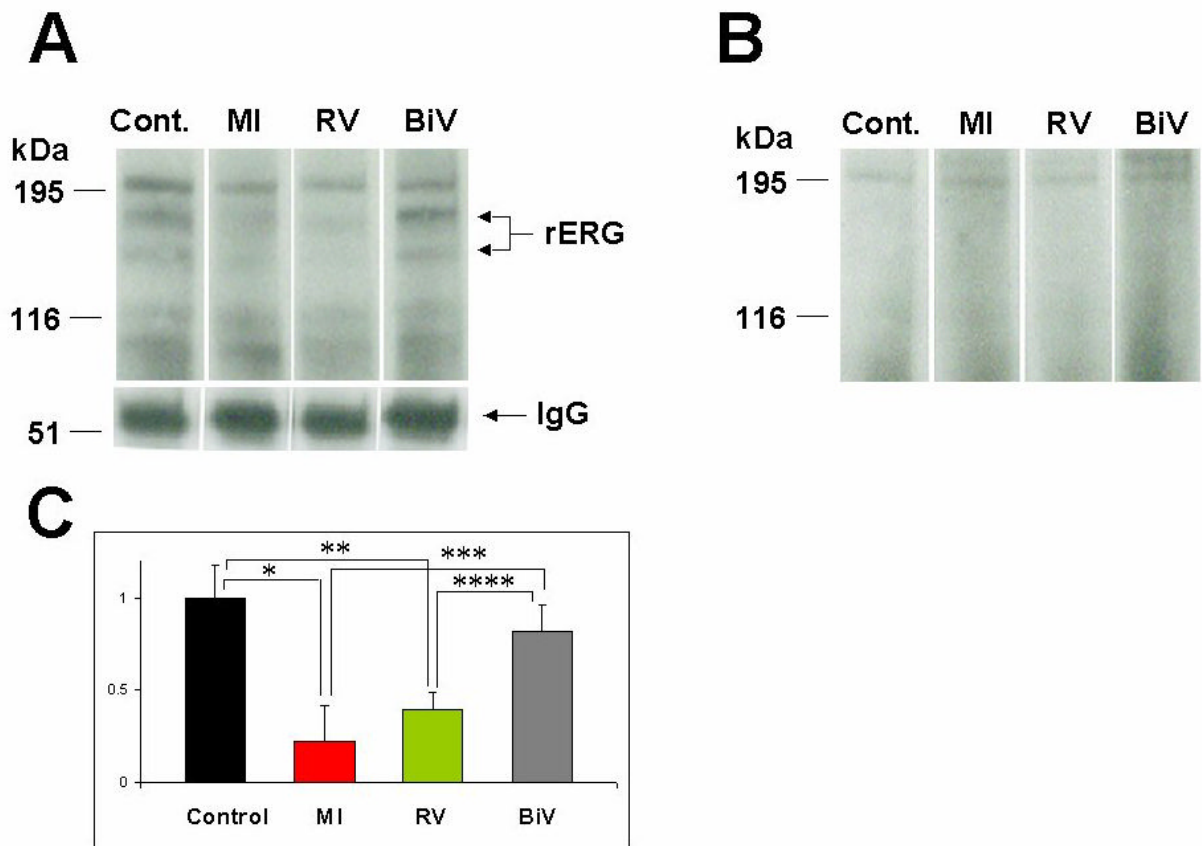 A
Cont. MI RV BiV
kDa
195
rERG
116
IgG
51
B
Cont. MI RV BiV
kDa
195
116
C
** ***
* ****
1
0.5
0
Control MI RV BiV